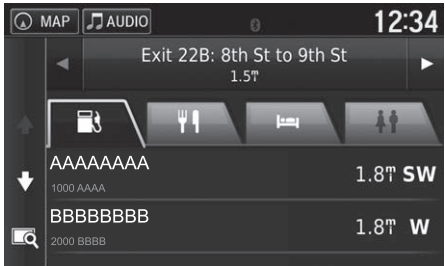 MAP AUDIO 12:34
Exit 22B: 8th St to 9th St
1.5mi
AAAAAAAA
1000 AAAA
1.8mi SW
BBBBBBBB
2000 BBBB
1.8mi W